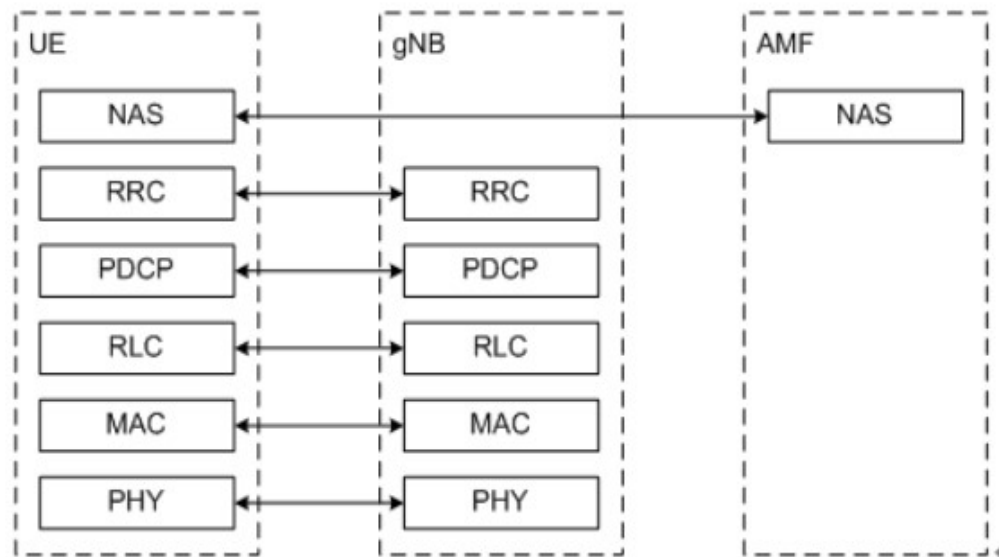 UE gNB AMF
NAS NAS
RRC RRC
PDCP PDCP
RLC RLC
MAC MAC
PHY PHY